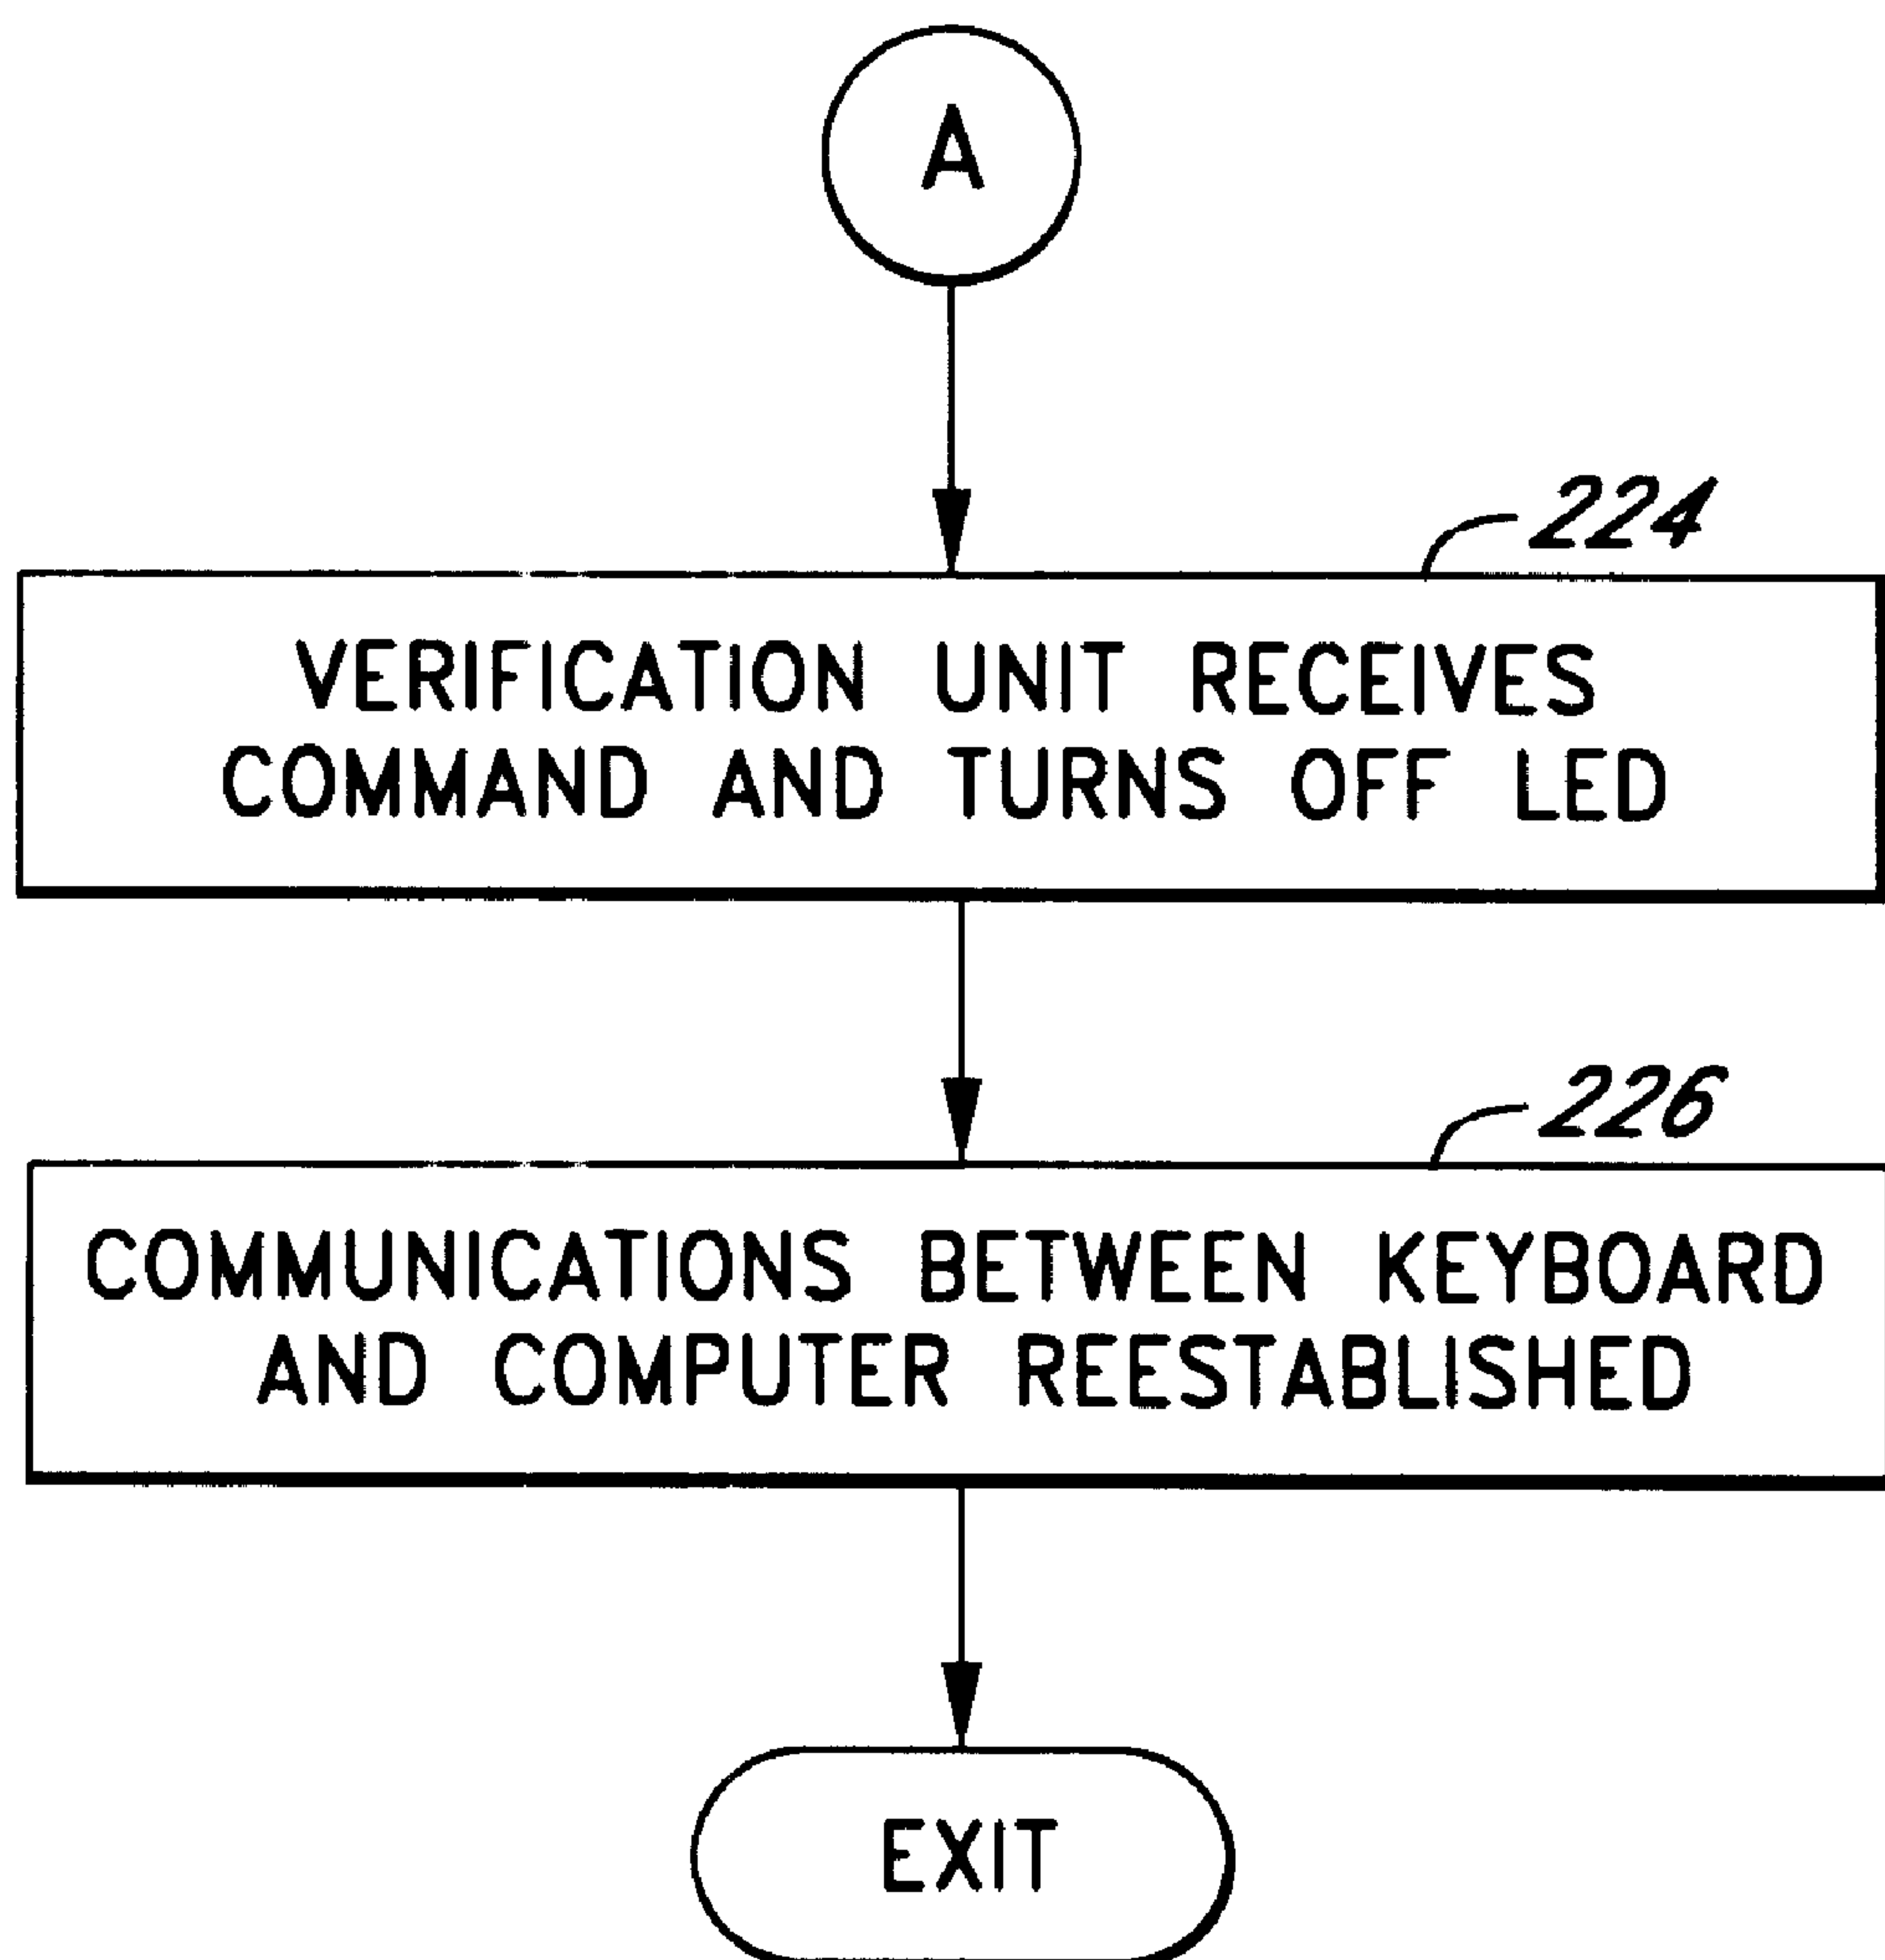 A
224
VERIFICATION UNIT RECEIVES
COMMAND AND TURNS OFF LED
226
COMMUNICATIONS BETWEEN KEYBOARD
AND COMPUTER REESTABLISHED
EXIT